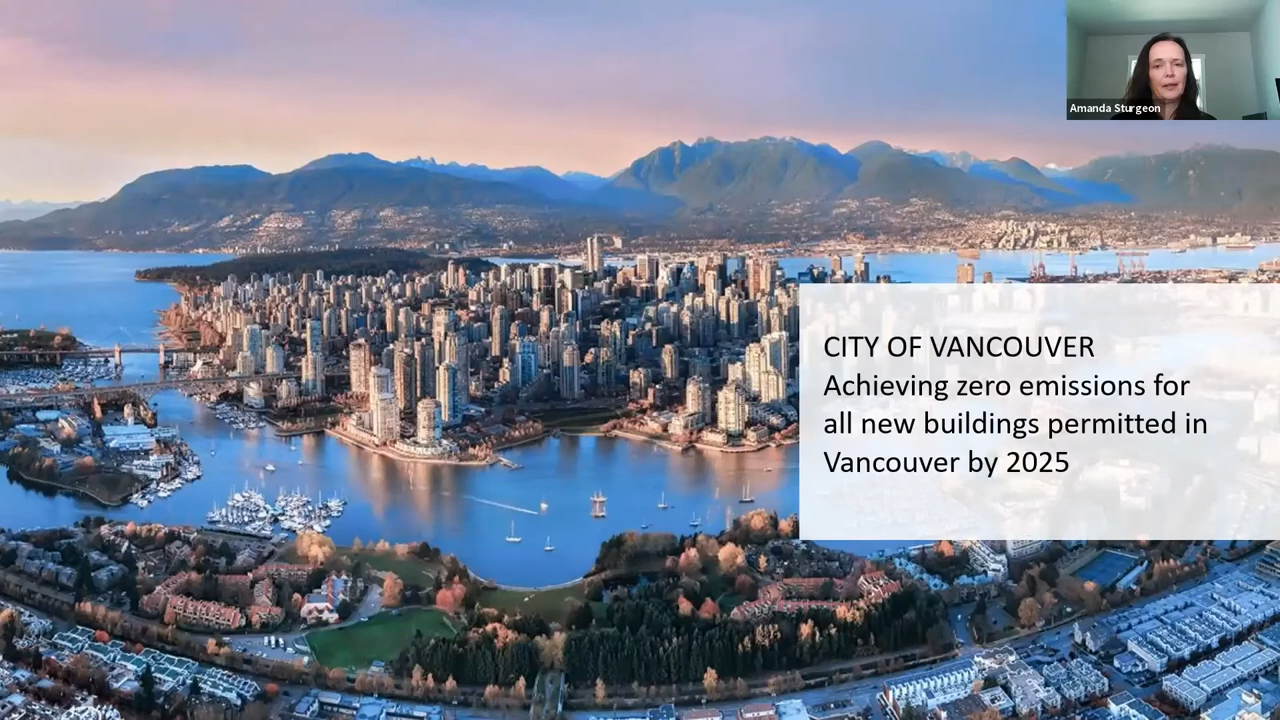 Amanda Sturgeon
CITY OF VANCOUVER
Achieving zero emissions for
all new buildings permitted in
Vancouver by 2025